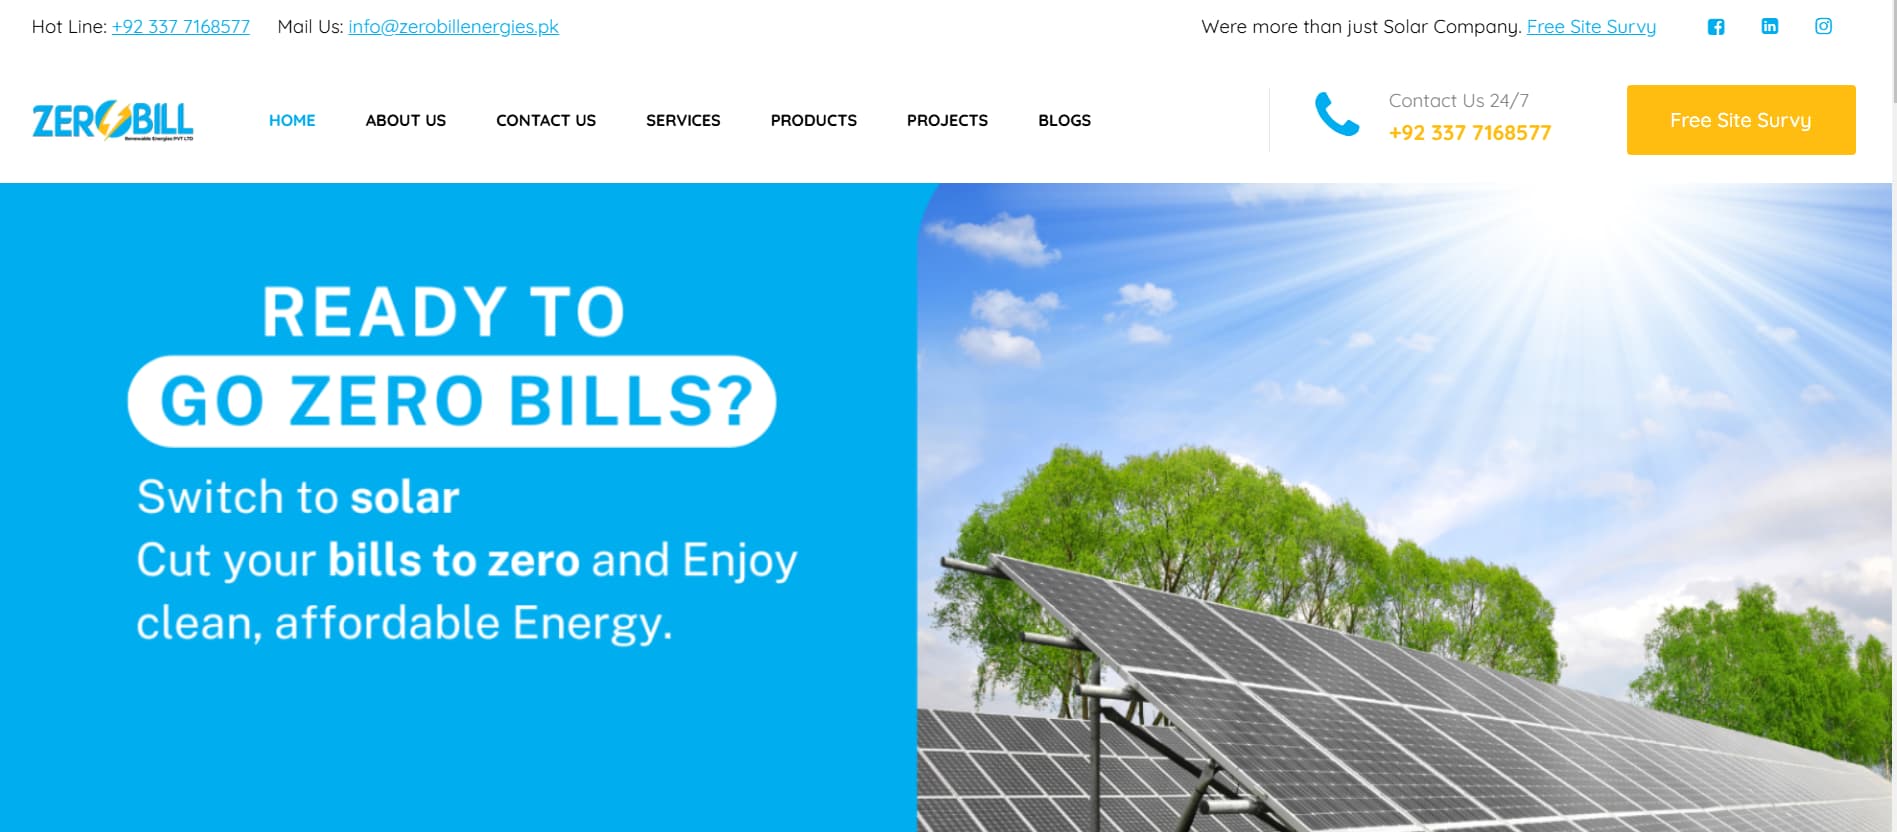 Hot Line: +92 337 7168577 Mail Us: info@zerobillenergies.pk Were more than just Solar Company. Free Site Survy
ZEROBILL
Renewable Energies PVT LTD
HOME ABOUT US CONTACT US SERVICES PRODUCTS PROJECTS BLOGS
Contact Us 24/7
+92 337 7168577
Free Site Survy
READY TO
GO ZERO BILLS?
Switch to solar
Cut your bills to zero and Enjoy
clean, affordable Energy.